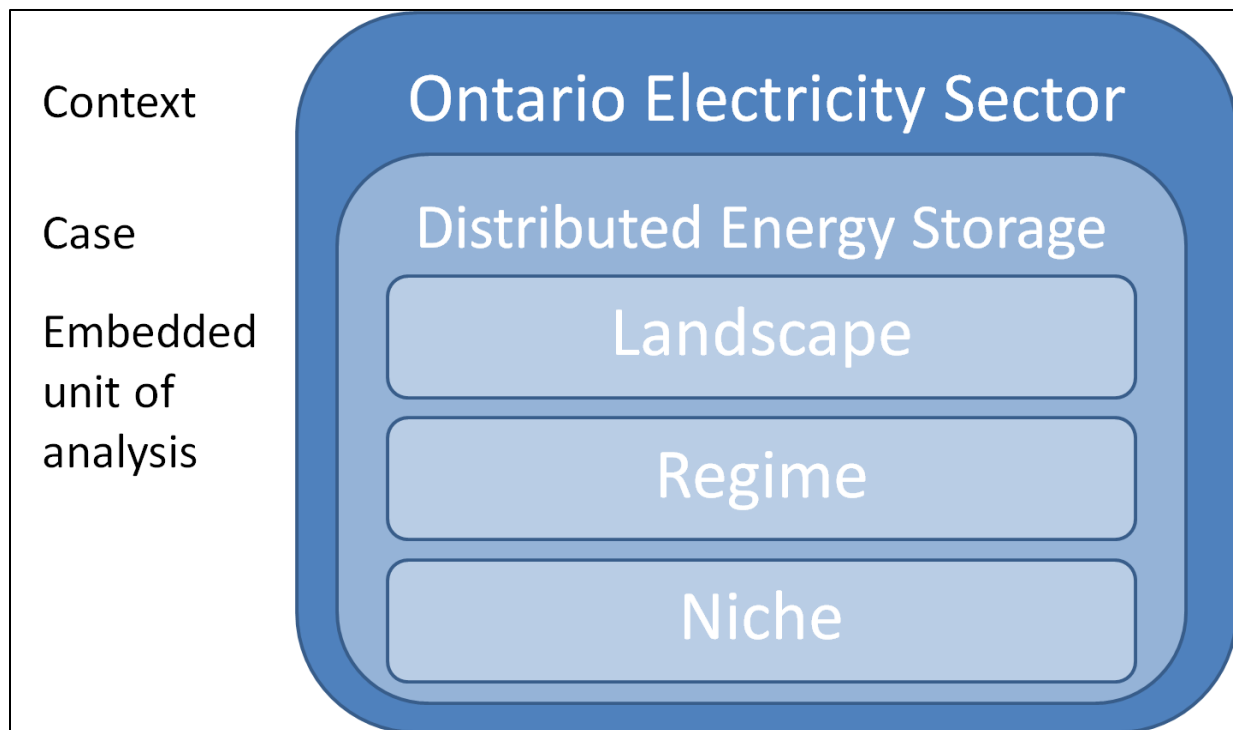 Context
Ontario Electricity Sector
Case
Distributed Energy Storage
Embedded
unit of
analysis
Landscape
Regime
Niche